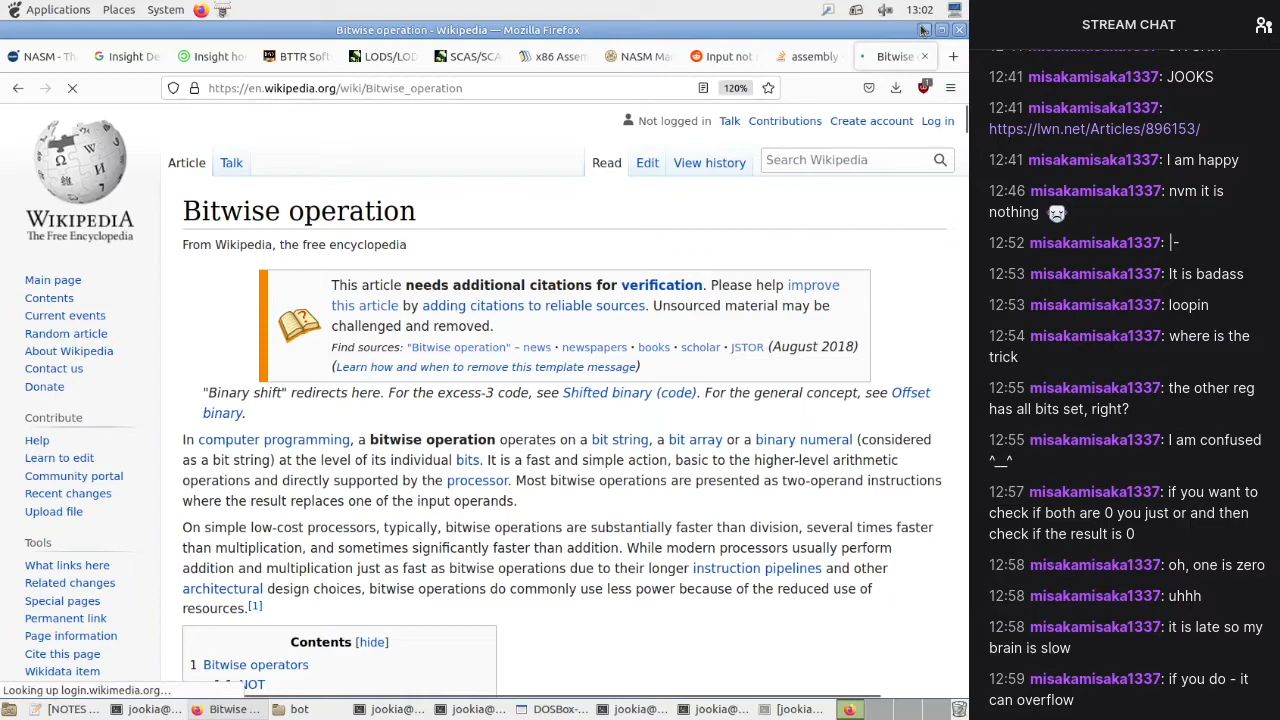 Applications Places System 13:02
Bitwise operation - Wikipedia — Mozilla Firefox
NASM - Th
Insight De
Insight ho
BTTR Soft
LODS/LOD
SCAS/SCA
x86 Assem
NASM Ma
Input not
assembly
Bitwise o
https://en.wikipedia.org/wiki/Bitwise_operation
120%
1
Not logged in Talk Contributions Create account Log in
Article Talk Read Edit View history Search Wikipedia
WIKIPEDIA
The Free Encyclopedia
Main page
Contents
Current events
Random article
About Wikipedia
Contact us
Donate
Contribute
Help
Learn to edit
Community portal
Recent changes
Upload file
Tools
What links here
Related changes
Special pages
Permanent link
Page information
Cite this page
Wikidata item
Bitwise operation
From Wikipedia, the free encyclopedia
This article needs additional citations for verification. Please help improve
this article by adding citations to reliable sources. Unsourced material may be
challenged and removed.
Find sources: "Bitwise operation" – news · newspapers · books · scholar · JSTOR (August 2018)
(Learn how and when to remove this template message)
"Binary shift" redirects here. For the excess-3 code, see Shifted binary (code). For the general concept, see Offset
binary.
In computer programming, a bitwise operation operates on a bit string, a bit array or a binary numeral (considered
as a bit string) at the level of its individual bits. It is a fast and simple action, basic to the higher-level arithmetic
operations and directly supported by the processor. Most bitwise operations are presented as two-operand instructions
where the result replaces one of the input operands.
On simple low-cost processors, typically, bitwise operations are substantially faster than division, several times faster
than multiplication, and sometimes significantly faster than addition. While modern processors usually perform
addition and multiplication just as fast as bitwise operations due to their longer instruction pipelines and other
architectural design choices, bitwise operations do commonly use less power because of the reduced use of
resources.[1]
Contents [hide]
1 Bitwise operators
NOT
Looking up login.wikimedia.org…
[NOTES ...
jookia@...
Bitwise ...
bot
jookia@...
jookia@...
DOSBox-...
jookia@...
jookia@...
[jookia...
STREAM CHAT
12:41 misakamisaka1337: JOOKS
12:41 misakamisaka1337:
https://lwn.net/Articles/896153/
12:41 misakamisaka1337: I am happy
12:46 misakamisaka1337: nvm it is
nothing
12:52 misakamisaka1337: |-
12:53 misakamisaka1337: It is badass
12:53 misakamisaka1337: loopin
12:54 misakamisaka1337: where is the
trick
12:55 misakamisaka1337: the other reg
has all bits set, right?
12:55 misakamisaka1337: I am confused
^__^
12:57 misakamisaka1337: if you want to
check if both are 0 you just or and then
check if the result is 0
12:58 misakamisaka1337: oh, one is zero
12:58 misakamisaka1337: uhhh
12:58 misakamisaka1337: it is late so my
brain is slow
12:59 misakamisaka1337: if you do - it
can overflow